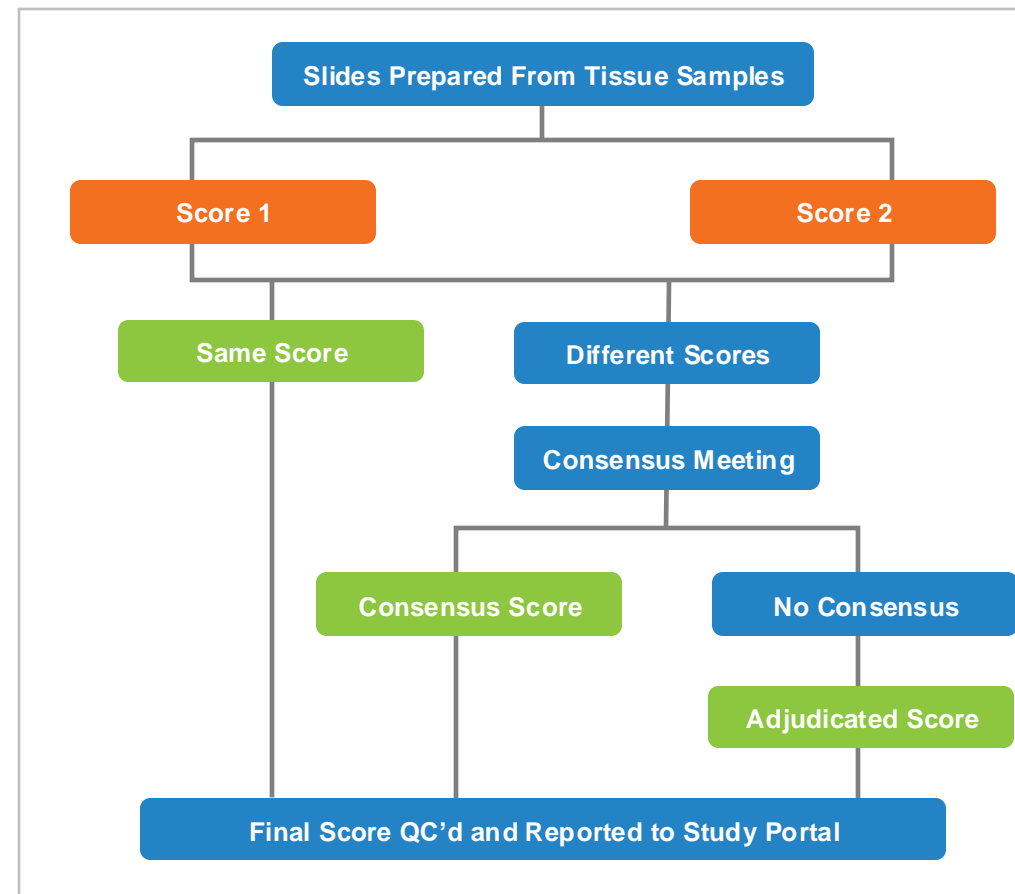 Slides Prepared From Tissue Samples
Score 1
Score 2
Same Score
Different Scores
Consensus Meeting
Consensus Score
No Consensus
Adjudicated Score
Final Score QC’d and Reported to Study Portal